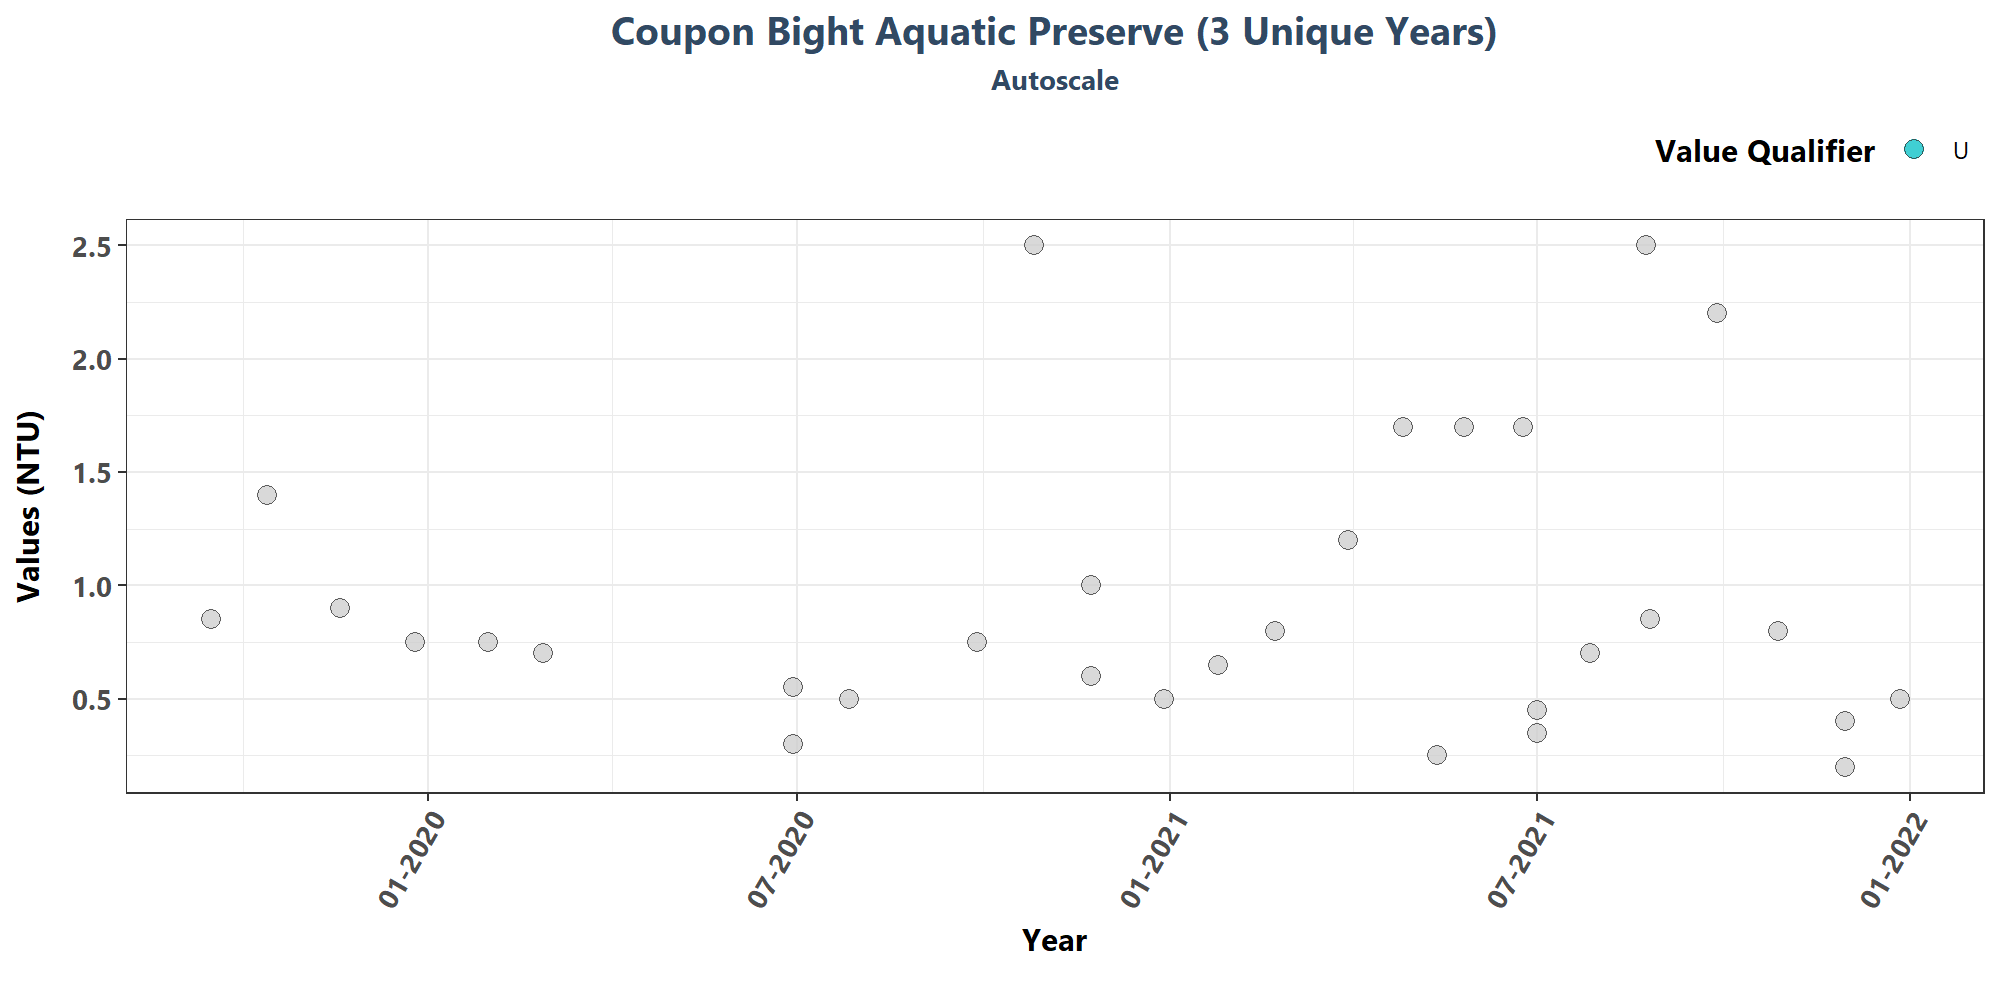 Coupon Bight Aquatic Preserve (3 Unique Years)
Autoscale
Value Qualifier U
Values (NTU)
2.5
2.0
1.5
1.0
0.5
01-2020
07-2020
01-2021
07-2021
01-2022
Year